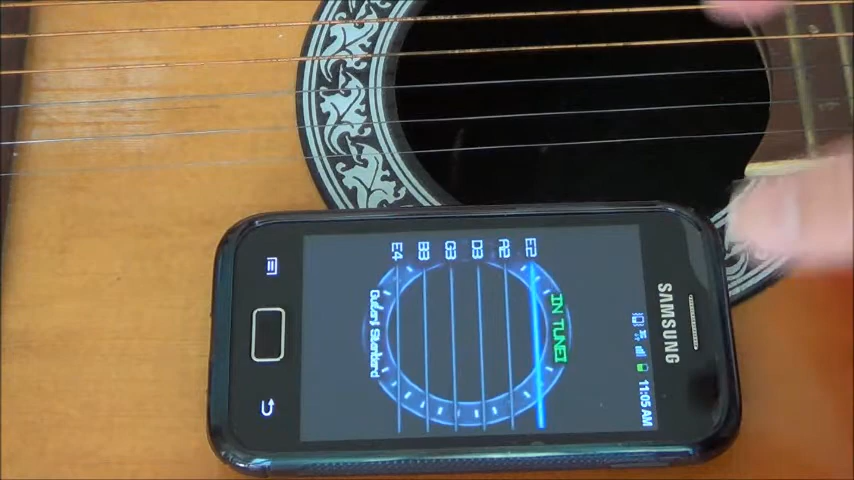 SAMSUNG
11:05 AM
IN TUNE!
E2 A2 D3 G3 B3 E4
Guitar| Standard